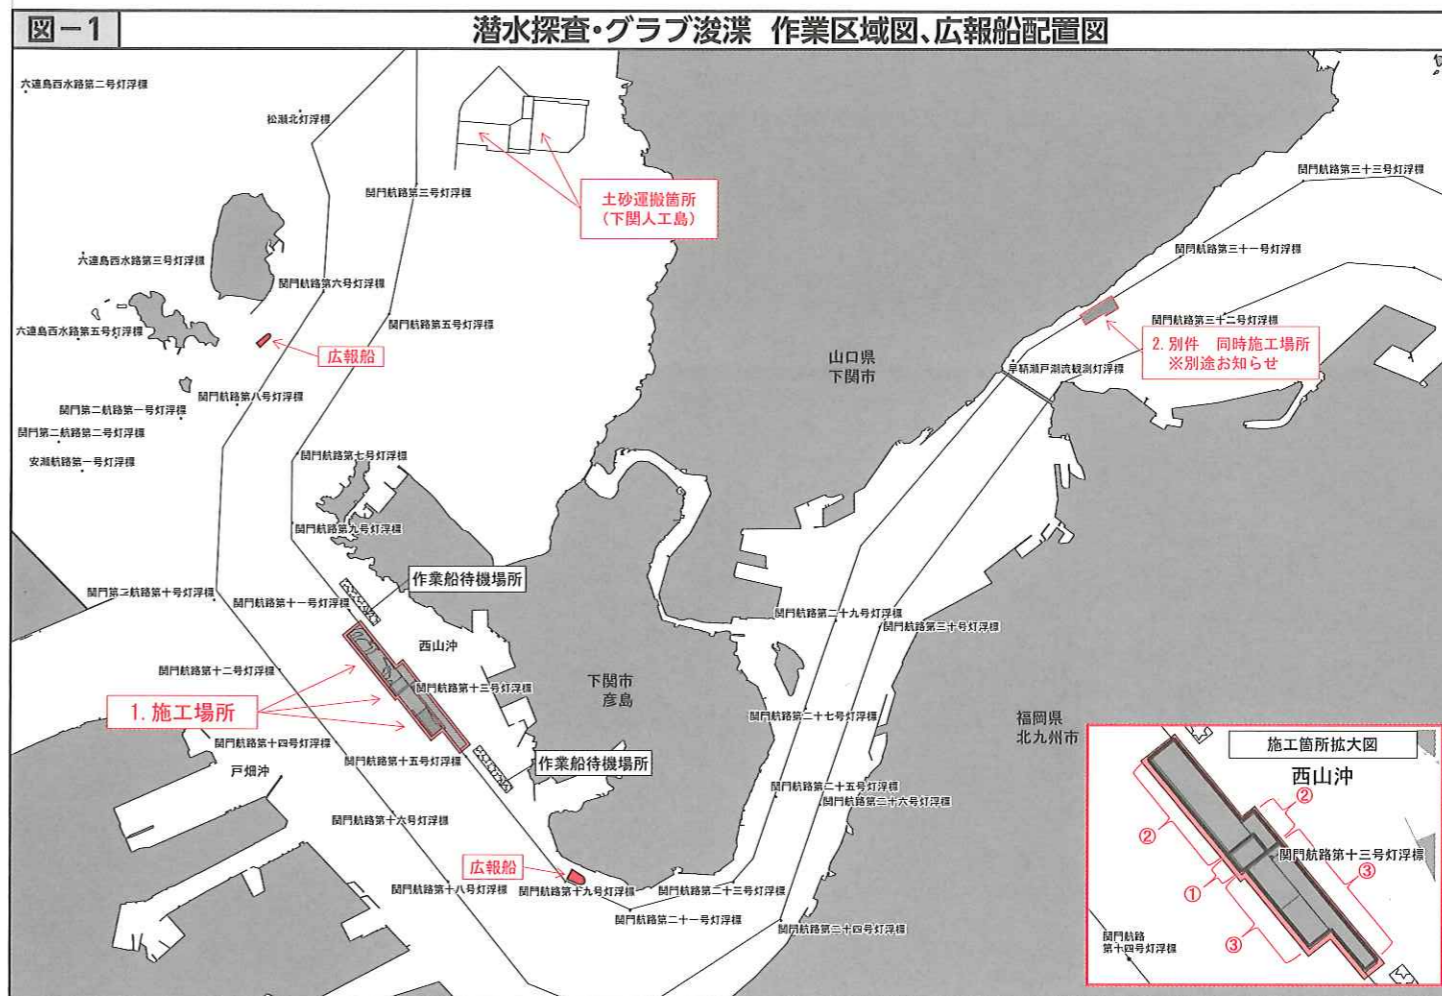 図-1
潜水探査・グラブ浚渫 作業区域図、広報船配置図
六連島西水路第二号灯浮標
松瀬北灯浮標
関門航路第三号灯浮標
土砂運搬箇所
(下関人工島)
関門航路第三十三号灯浮標
関門航路第三十一号灯浮標
六連島西水路第三号灯浮標
関門航路第六号灯浮標
関門航路第五号灯浮標
六連島西水路第五号灯浮標
広報船
関門航路第三十二号灯浮標
2.別件 同時施工場所
※別途お知らせ
山口県
下関市
早鞆瀬戸潮流観測灯浮標
関門航路第八号灯浮標
関門第二航路第一号灯浮標
関門第二航路第二号灯浮標
安瀬航路第一号灯浮標
関門航路第七号灯浮標
関門航路第九号灯浮標
作業船待機場所
関門第二航路第十号灯浮標
関門航路第十一号灯浮標
関門航路第二十九号灯浮標
関門航路第三十号灯浮標
西山沖
関門航路第十二号灯浮標
関門航路第十三号灯浮標
下関市
彦島
1.施工場所
関門航路第二十七号灯浮標
福岡県
北九州市
関門航路第十四号灯浮標
戸畑沖
関門航路第十五号灯浮標
作業船待機場所
関門航路第二十五号灯浮標
関門航路第二十六号灯浮標
関門航路第十六号灯浮標
広報船
関門航路第十八号灯浮標
関門航路第十九号灯浮標
関門航路第二十三号灯浮標
関門航路第二十一号灯浮標
関門航路第二十四号灯浮標
施工箇所拡大図
西山沖
②
②
関門航路第十三号灯浮標
③
①
③
関門航路
第十四号灯浮標